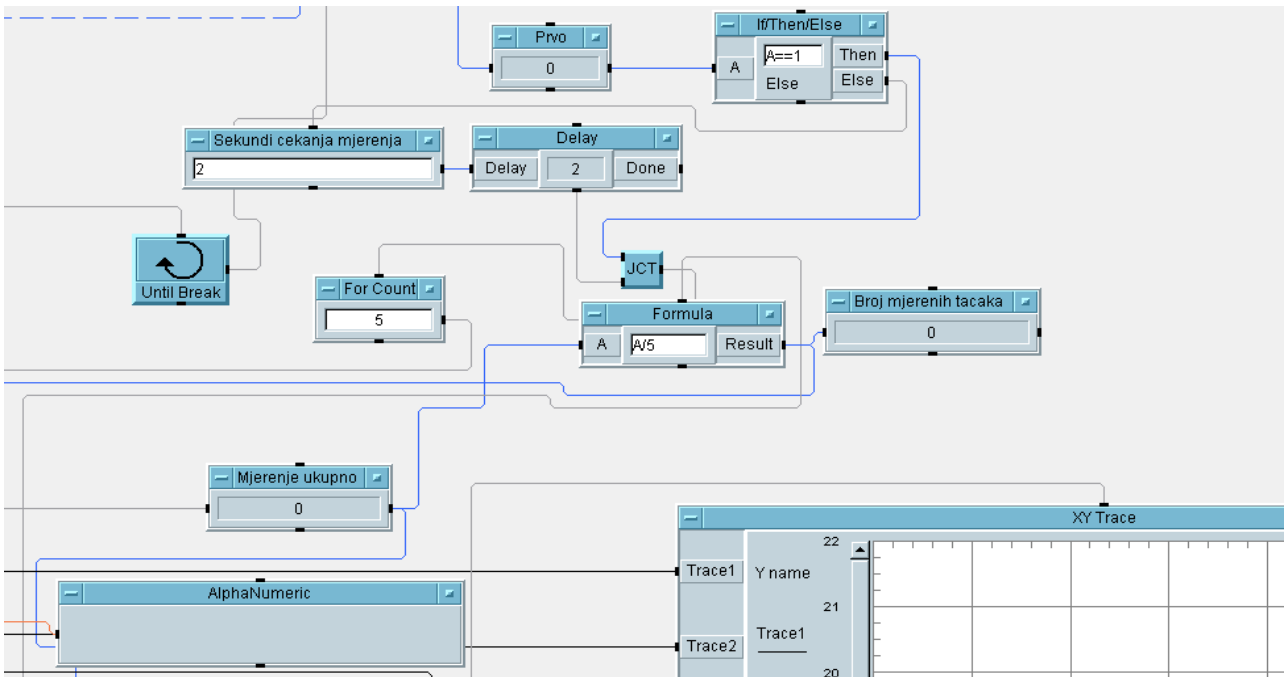 Prvo
0
If/Then/Else
A
A==1
Then
Else
Else
Sekundi cekanja mjerenja
2
Delay
Delay
2
Done
Until Break
For Count
5
JCT
Formula
A
A/5
Result
Broj mjerenih tacaka
0
Mjerenje ukupno
0
AlphaNumeric
XY Trace
Trace1
Y name
22
21
Trace1
Trace2
20